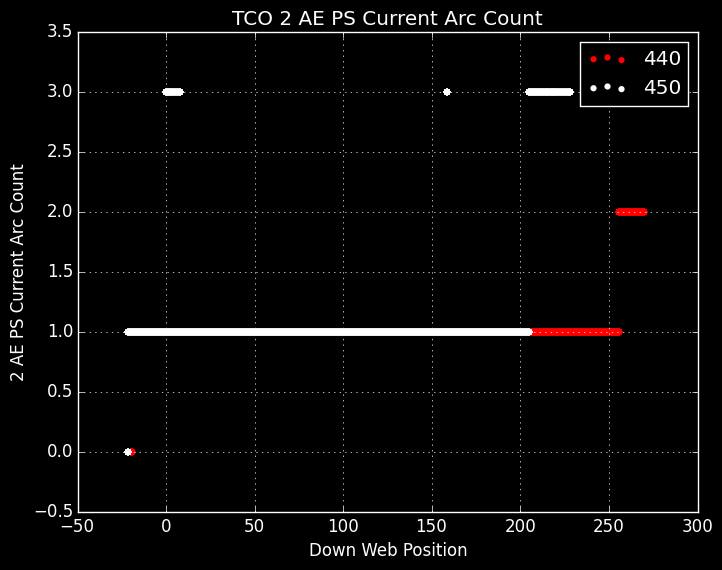 TCO 2 AE PS Current Arc Count
3.5
3.0
2.5
2.0
1.5
1.0
0.5
0.0
−0.5
2 AE PS Current Arc Count
440
450
−50 0 50 100 150 200 250 300
Down Web Position